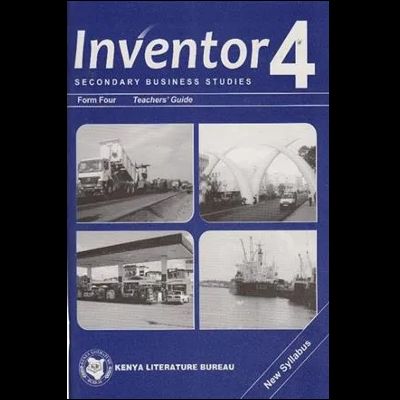 Inventor 4
SECONDARY BUSINESS STUDIES
Form Four Teachers' Guide
New Syllabus
KENYA LITERATURE BUREAU